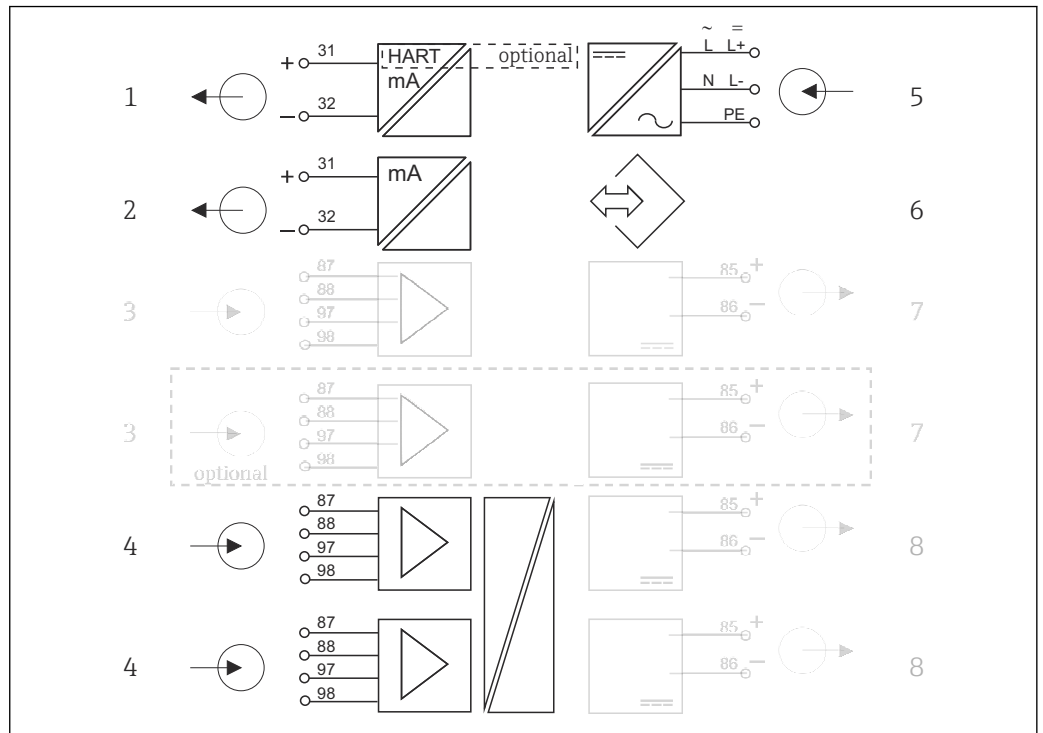 ~ =
1 + 31 HART optional L L+ 5
mA N L-
− 32 PE
2 + 31 mA 6
− 32
87 85 +
3 88 7
97 86 −
98
87 85 +
3 88 7
97 86 −
optional 98
87 85 +
4 88 8
97 86 −
98
87 85 +
4 88 8
97 86 −
98